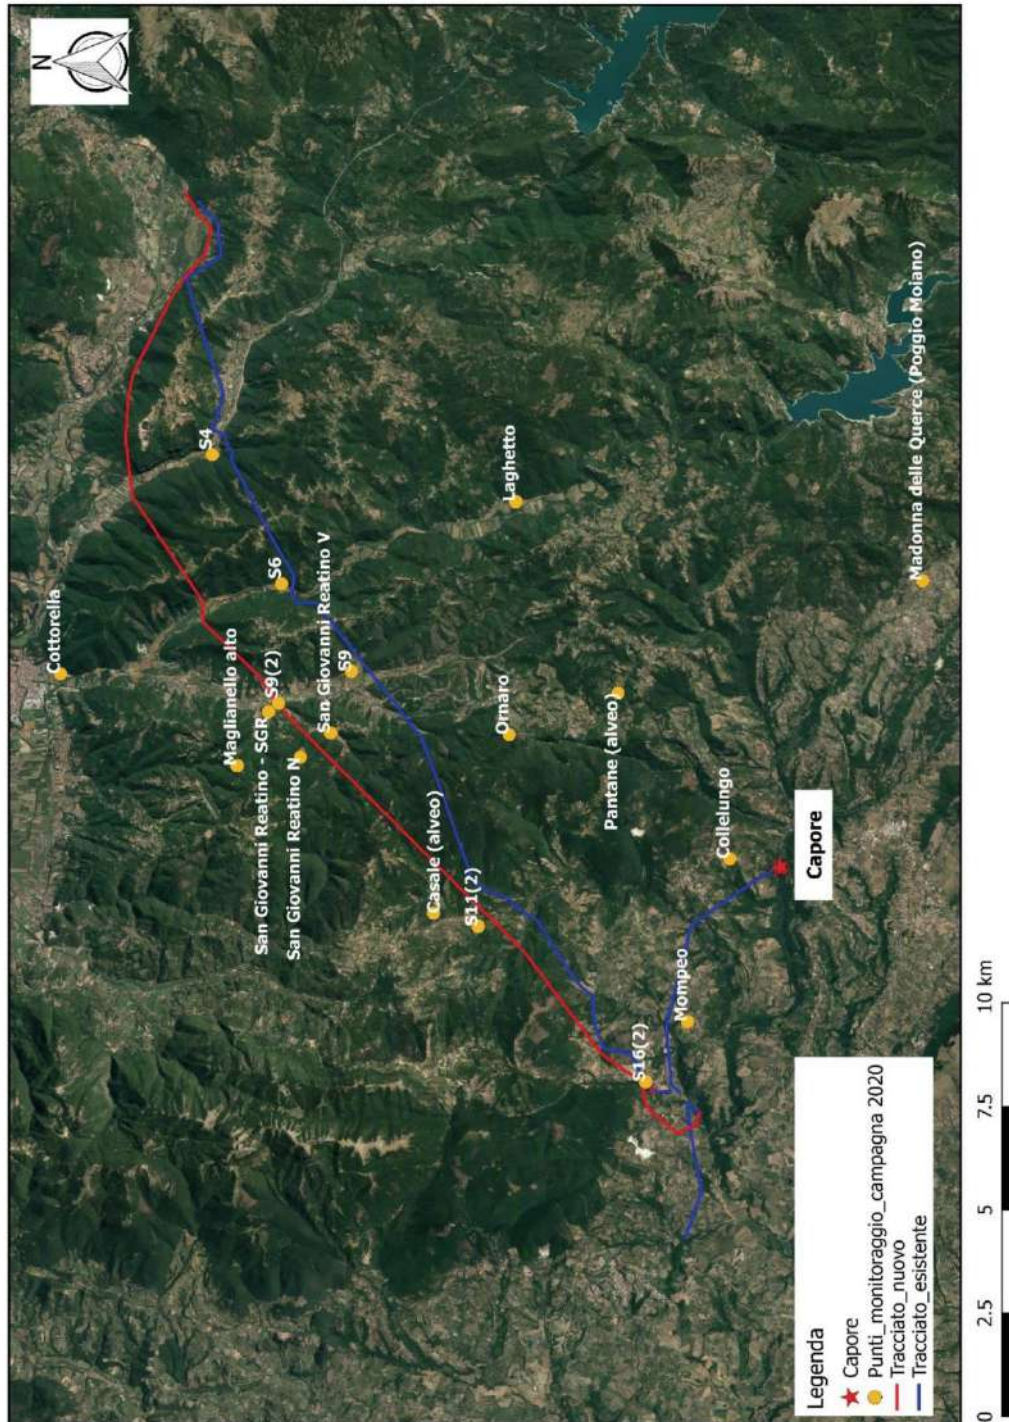 N
Cottorella
S4
S6
Maglianello alto
S9(2)
San Giovanni Reatino - SGR
San Giovanni Reatino N
San Giovanni Reatino V
S9
Laghetto
Casale (alveo)
S11(2)
Ornaro
Pantane (alveo)
S16(2)
Mompeo
Collelungo
Capore
Madonna delle Querce (Poggio Moiano)
Legenda
Capore
Punti_monitoraggio_campagna 2020
Tracciato_nuovo
Tracciato_esistente
0 2.5 5 7.5 10 km